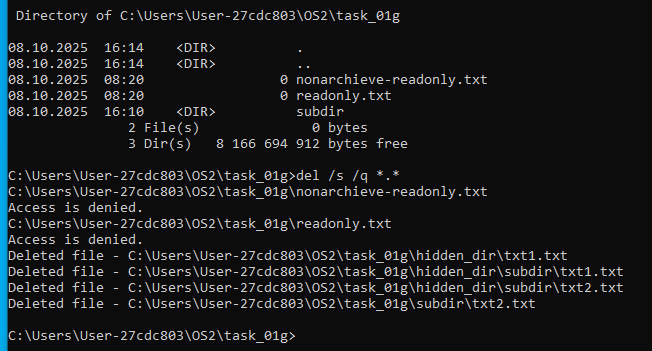 Directory of C:\Users\User-27cdc803\OS2\task_01g
08.10.2025  16:14    <DIR>          .
08.10.2025  16:14    <DIR>          ..
08.10.2025  08:20                 0 nonarchieve-readonly.txt
08.10.2025  08:20                 0 readonly.txt
08.10.2025  16:10    <DIR>          subdir
2 File(s)              0 bytes
3 Dir(s)   8 166 694 912 bytes free
C:\Users\User-27cdc803\OS2\task_01g>del /s /q *.*
C:\Users\User-27cdc803\OS2\task_01g\nonarchieve-readonly.txt
Access is denied.
C:\Users\User-27cdc803\OS2\task_01g\readonly.txt
Access is denied.
Deleted file - C:\Users\User-27cdc803\OS2\task_01g\hidden_dir\txt1.txt
Deleted file - C:\Users\User-27cdc803\OS2\task_01g\hidden_dir\subdir\txt1.txt
Deleted file - C:\Users\User-27cdc803\OS2\task_01g\hidden_dir\subdir\txt2.txt
Deleted file - C:\Users\User-27cdc803\OS2\task_01g\subdir\txt2.txt
C:\Users\User-27cdc803\OS2\task_01g>